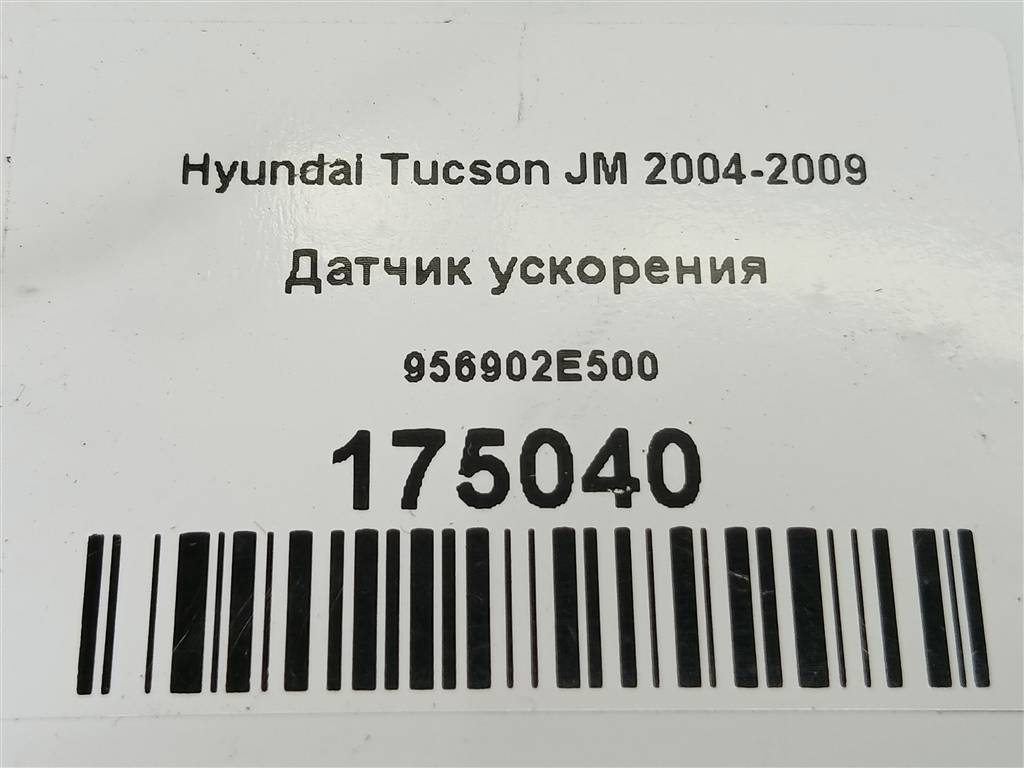 Hyundai Tucson JM 2004-2009
Датчик ускорения
956902E500
175040